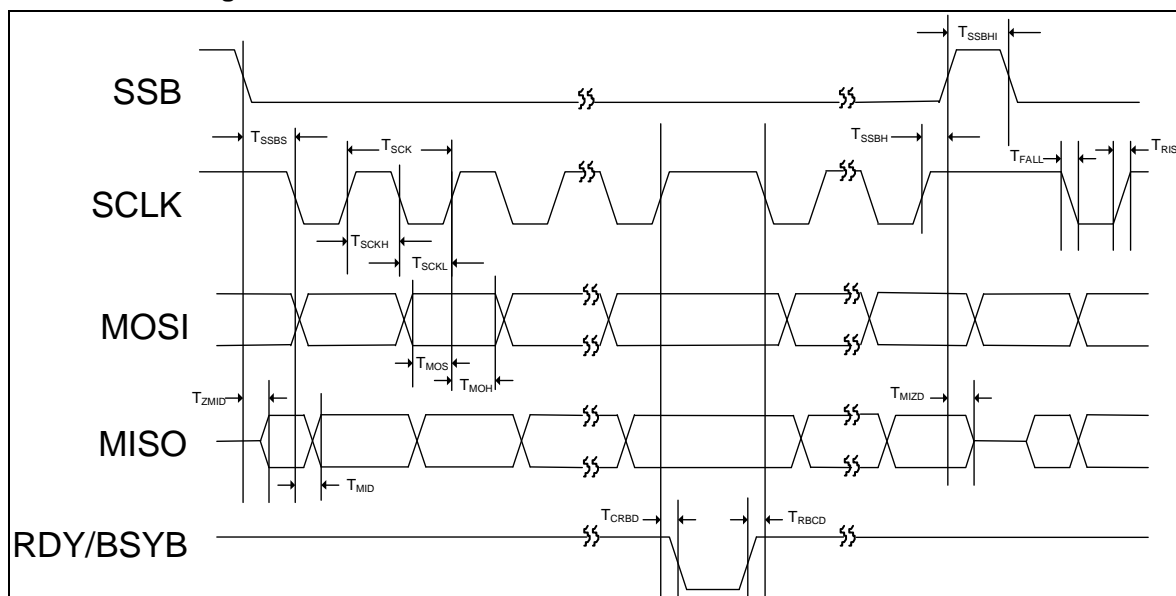 TSSBHI
SSB
TSSBS
TSCK
TSSBH
TFALL
TRIS
SCLK
TSCKH
TSCKL
MOSI
TMOS
TMOH
TZMID
TMIZD
MISO
TMID
TCRBD
TRBCD
RDY/BSYB